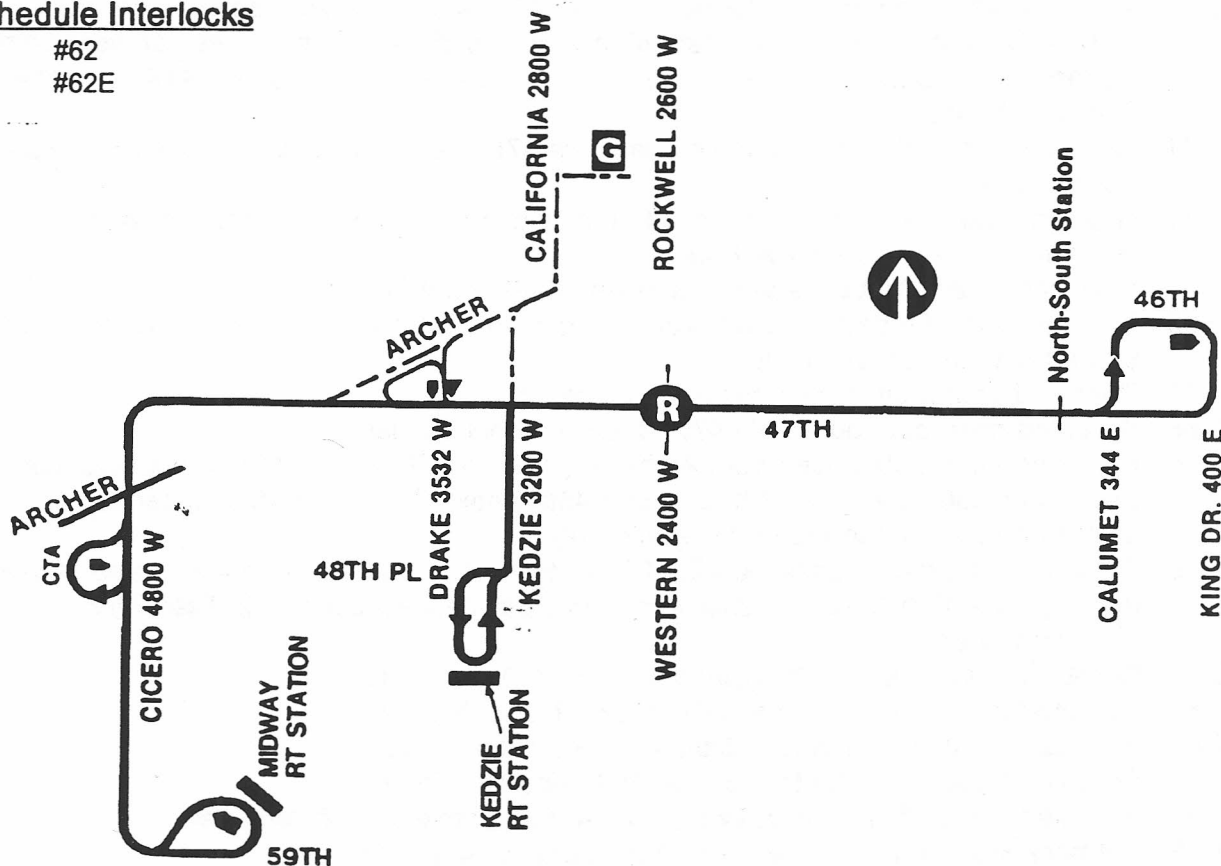 hedule Interlocks
#62
#62E
CALIFORNIA 2800 W
G
ROCKWELL 2600 W
ARCHER
North-South Station
46TH
R
47TH
ARCHER
CTA
CICERO 4800 W
48TH PL
DRAKE 3532 W
KEDZIE 3200 W
WESTERN 2400 W
CALUMET 344 E
KING DR. 400 E
MIDWAY
RT STATION
KEDZIE
RT STATION
59TH